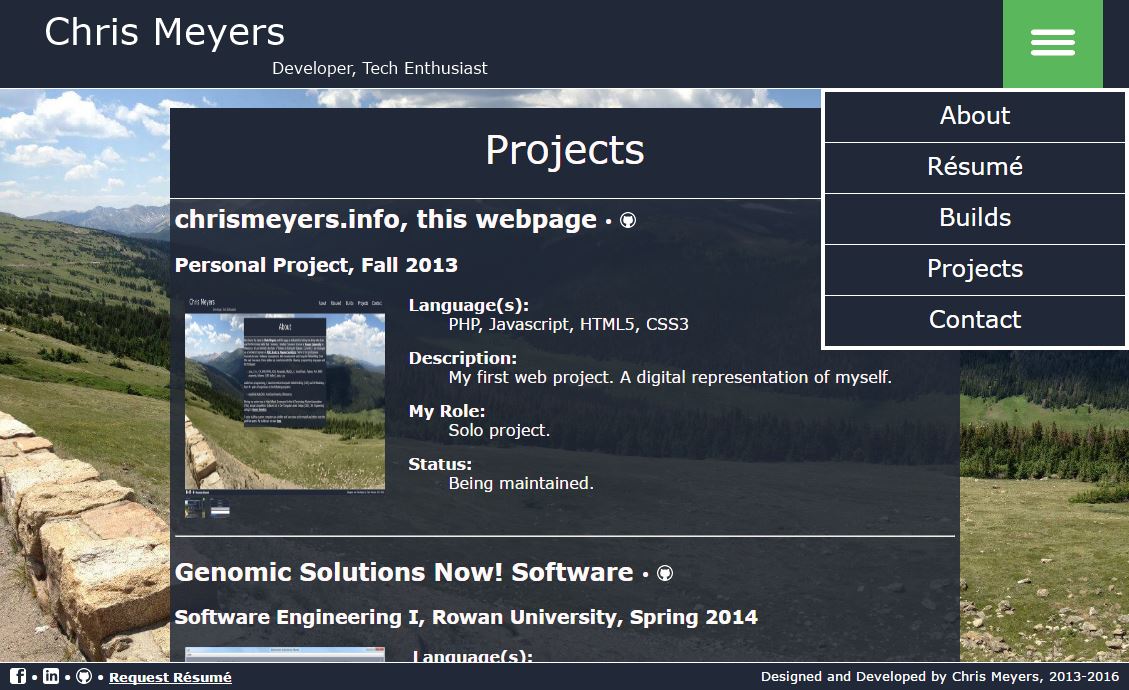 Chris Meyers
Developer, Tech Enthusiast
About
Résumé
Builds
Projects
Contact
Projects
chrismeyers.info, this webpage •
Personal Project, Fall 2013
Chris Meyers
About
Language(s):
PHP, Javascript, HTML5, CSS3
Description:
My first web project. A digital representation of myself.
My Role:
Solo project.
Status:
Being maintained.
Genomic Solutions Now! Software •
Software Engineering I, Rowan University, Spring 2014
Language(s):
• • • Request Résumé
Designed and Developed by Chris Meyers, 2013-2016